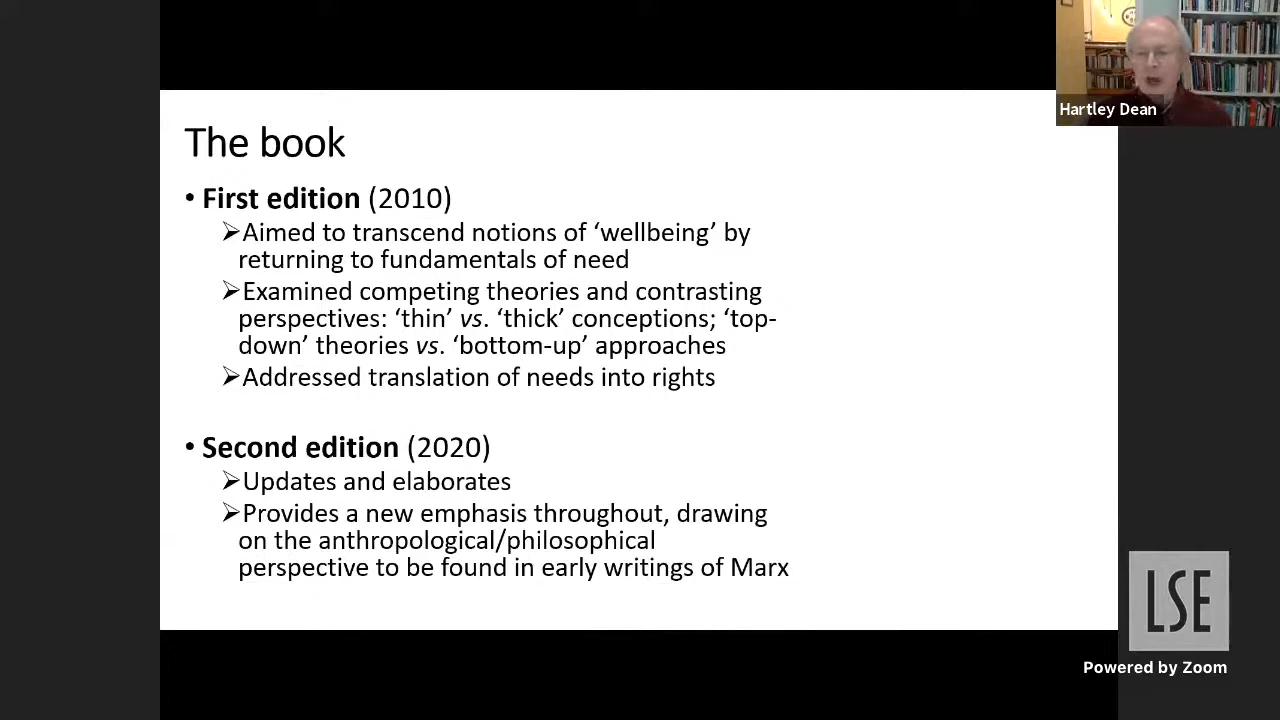 Hartley Dean
The book
• First edition (2010)
➢Aimed to transcend notions of ‘wellbeing’ by
returning to fundamentals of need
➢Examined competing theories and contrasting
perspectives: ‘thin’ vs. ‘thick’ conceptions; ‘top-
down’ theories vs. ‘bottom-up’ approaches
➢Addressed translation of needs into rights
• Second edition (2020)
➢Updates and elaborates
➢Provides a new emphasis throughout, drawing
on the anthropological/philosophical
perspective to be found in early writings of Marx
LSE
Powered by Zoom